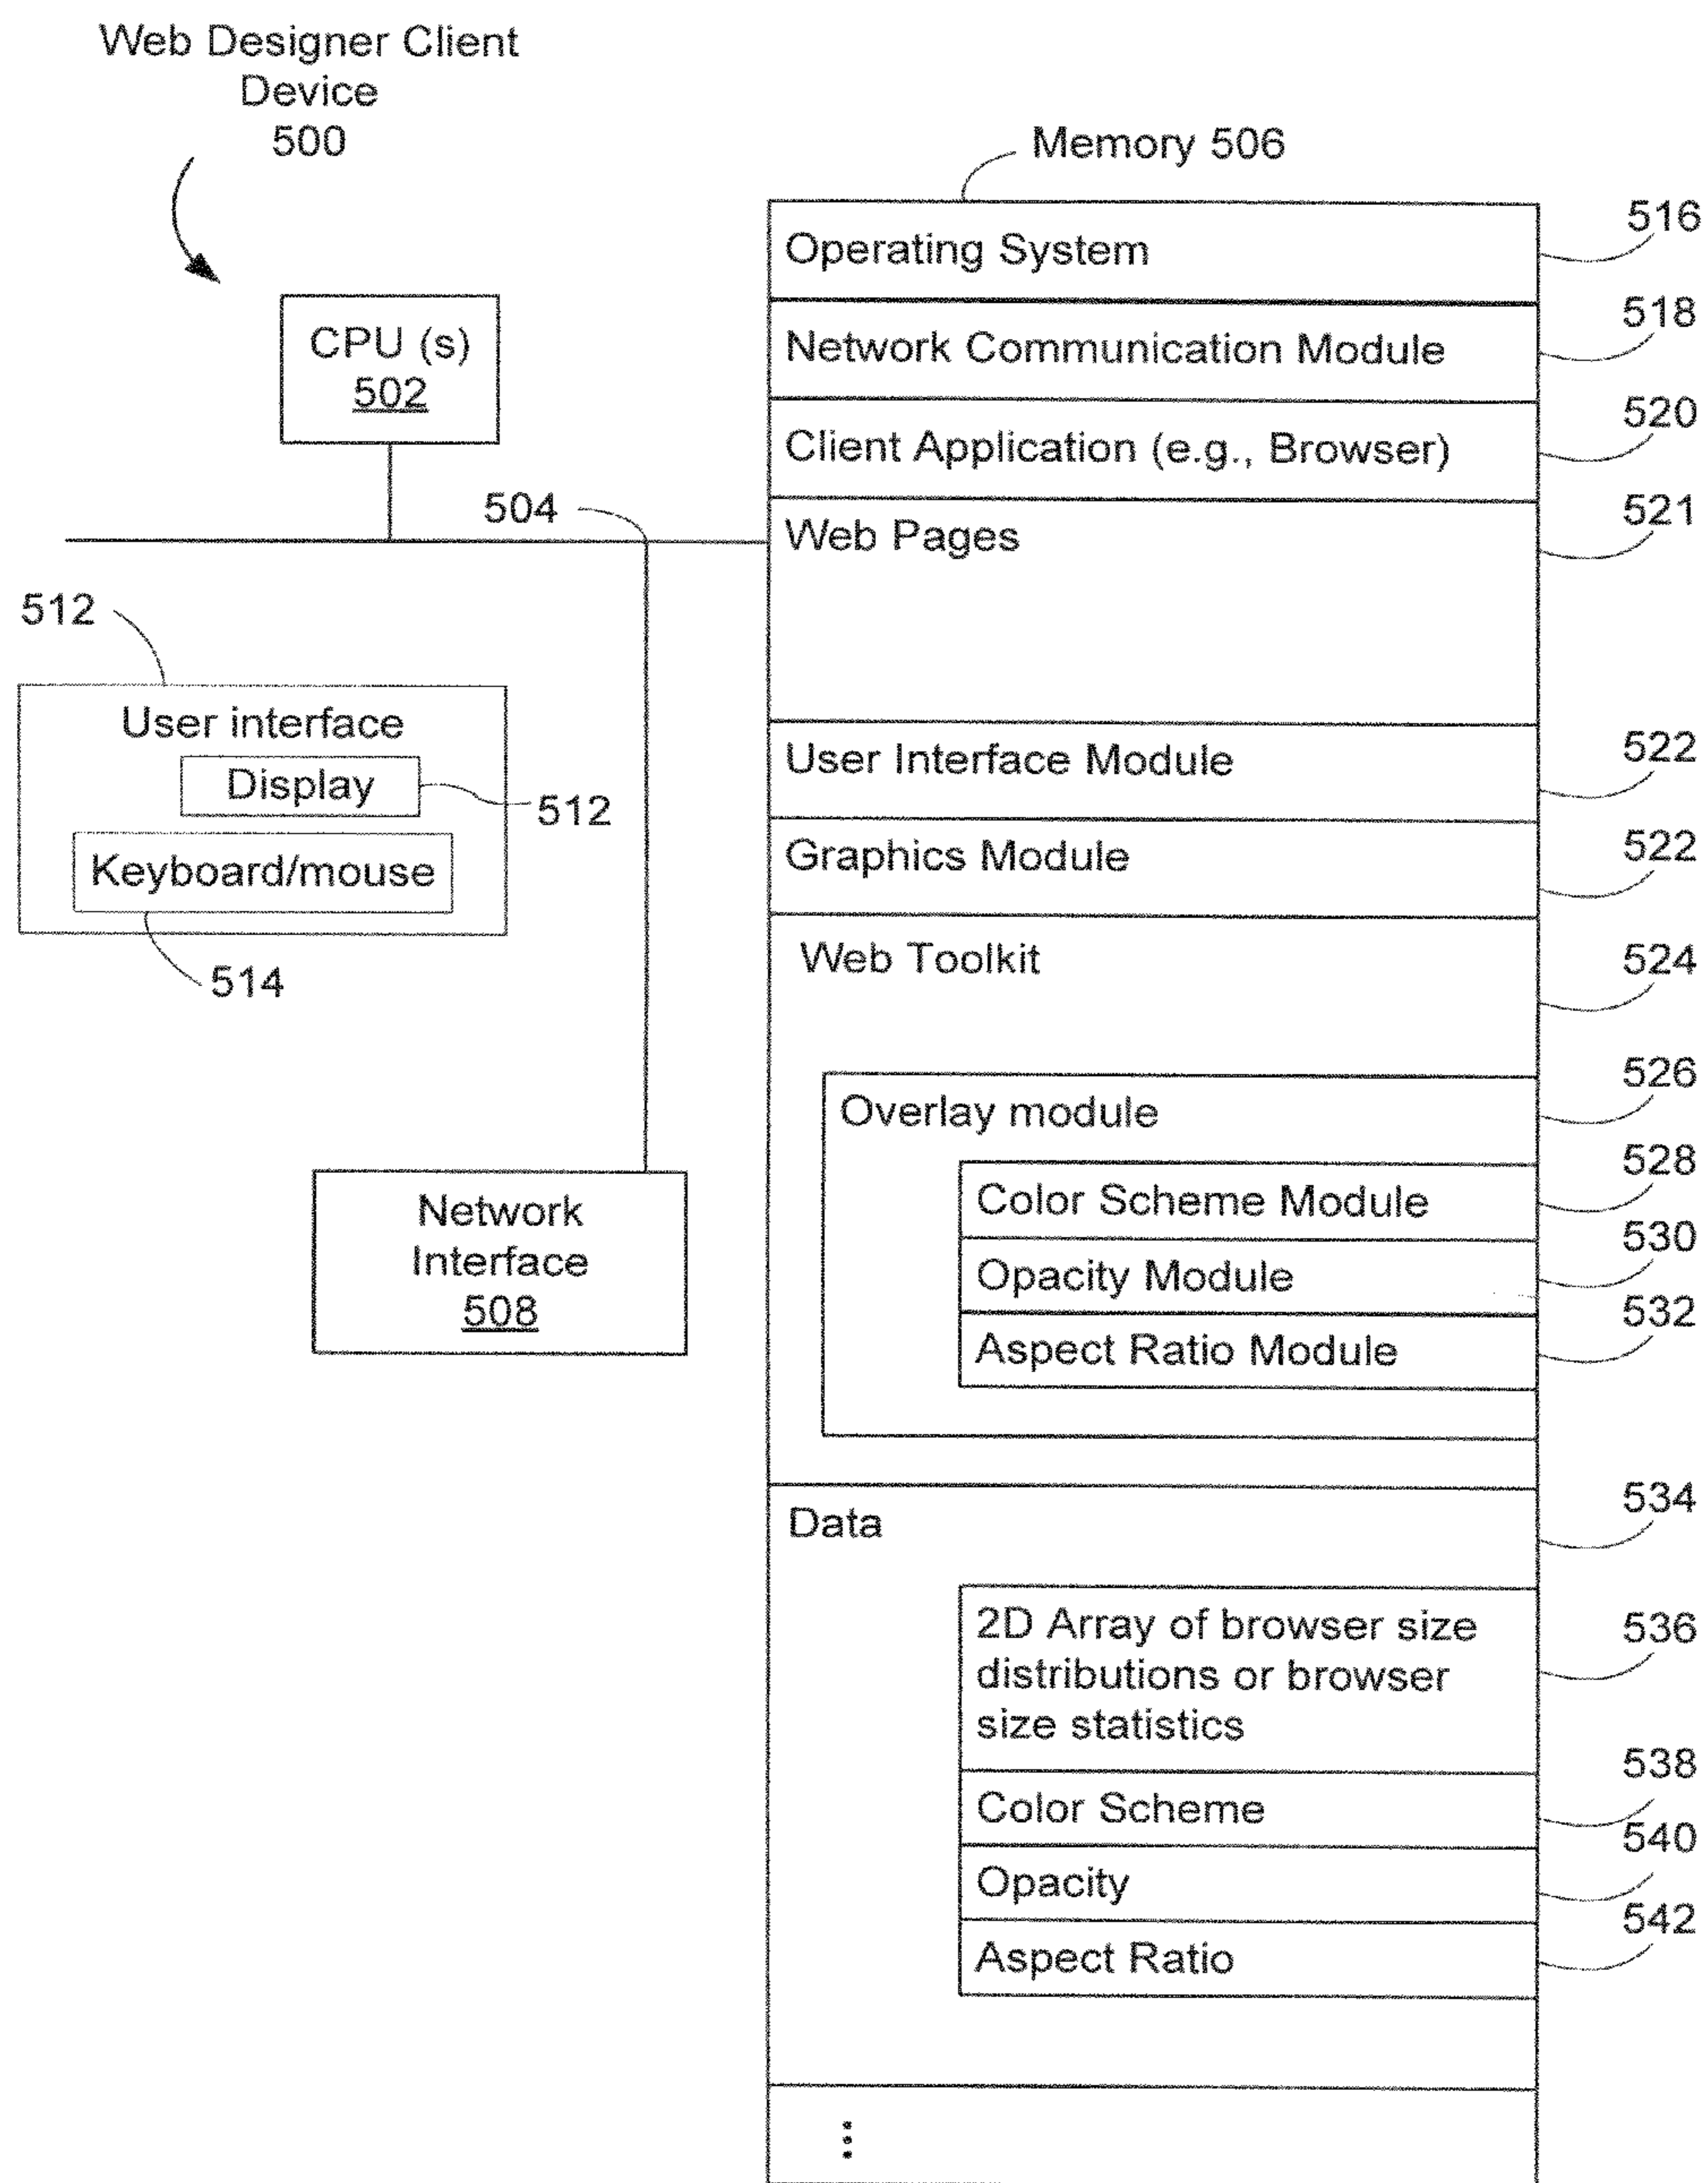 Web Designer Client
Device
500
Memory 506
Operating System
516
CPU (s)
502
Network Communication Module
518
Client Application (e.g., Browser)
520
504
Web Pages
521
512
User interface
Display
512
Keyboard/mouse
514
User Interface Module
522
Graphics Module
522
Web Toolkit
524
Overlay module
526
Color Scheme Module
528
Opacity Module
530
Aspect Ratio Module
532
Network
Interface
508
Data
534
2D Array of browser size
distributions or browser
size statistics
536
Color Scheme
538
Opacity
540
Aspect Ratio
542
...